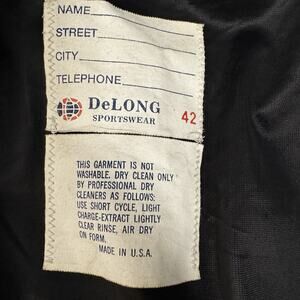 NAME
STREET
CITY
TELEPHONE
DeLONG
SPORTSWEAR 42
THIS GARMENT IS NOT
WASHABLE. DRY CLEAN ONLY
BY PROFESSIONAL DRY
CLEANERS AS FOLLOWS:
USE SHORT CYCLE, LIGHT
CHARGE-EXTRACT LIGHTLY
CLEAR RINSE, AIR DRY
ON FORM.
MADE IN U.S.A.